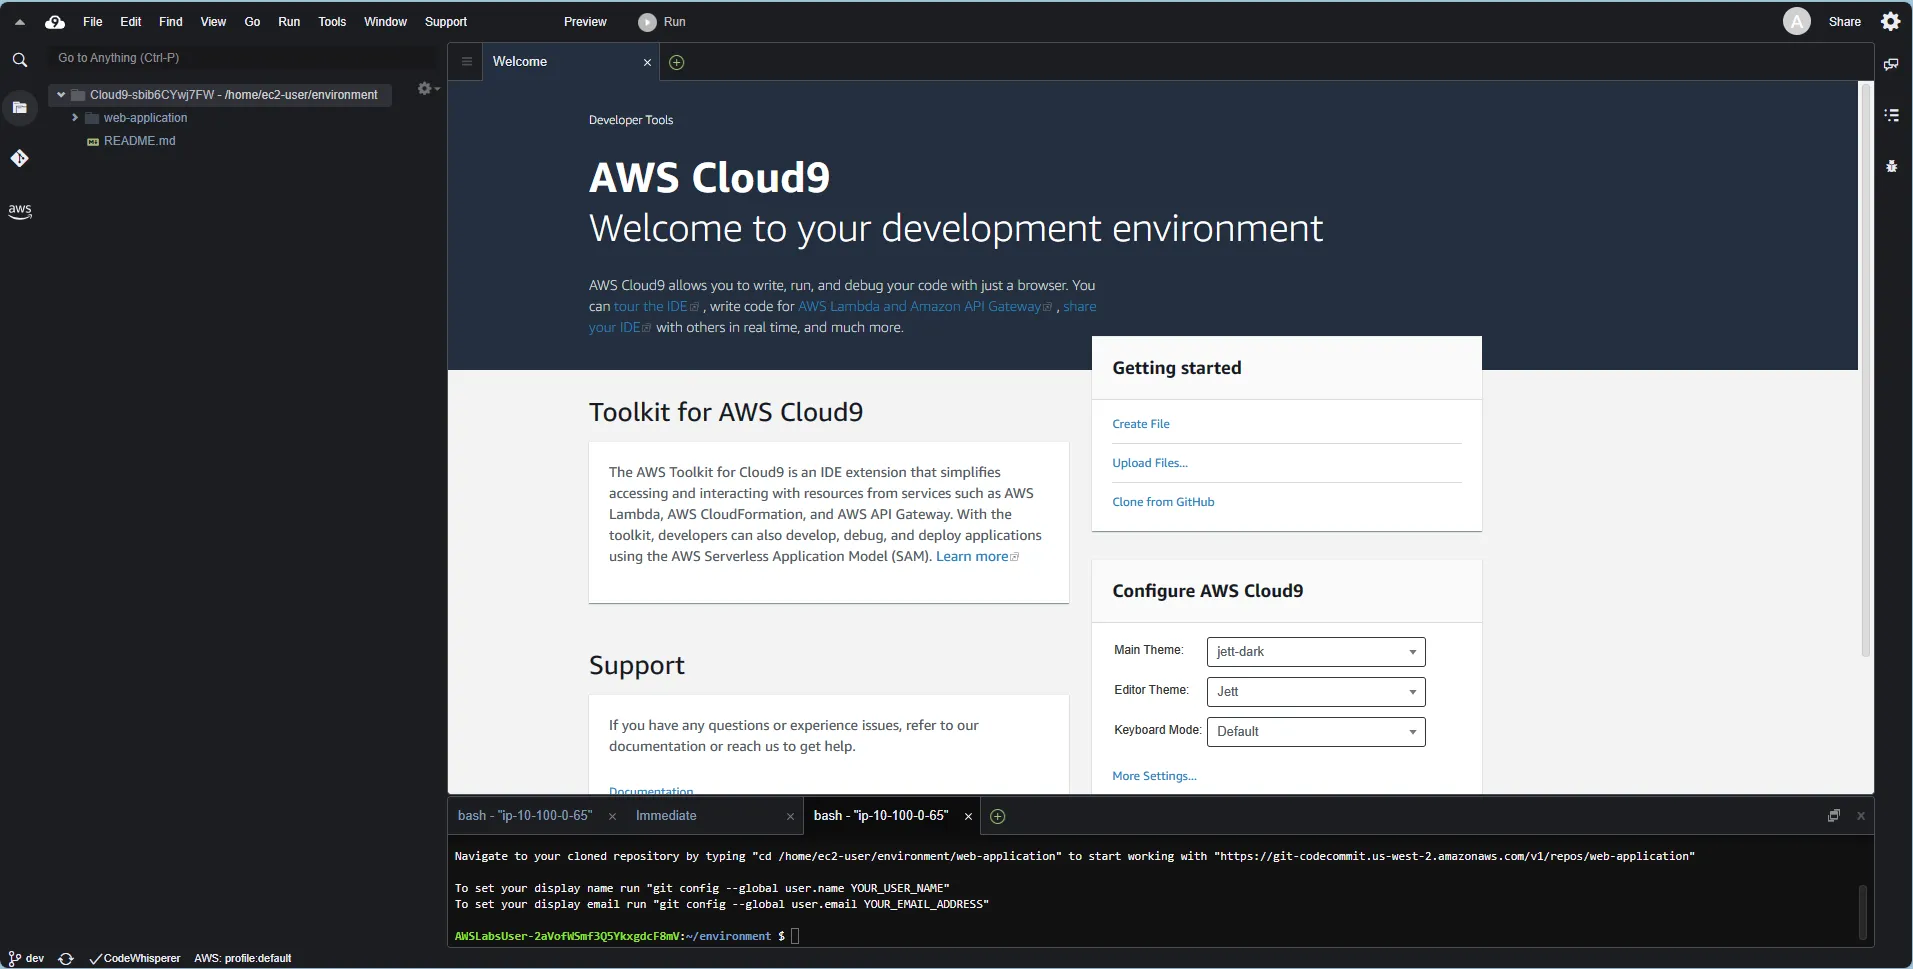 File Edit Find View Go Run Tools Window Support Preview Run A Share
Go to Anything (Ctrl-P)
Cloud9-sbib6CYwj7FW - /home/ec2-user/environment
web-application
README.md
aws
Welcome
Developer Tools
AWS Cloud9
Welcome to your development environment
AWS Cloud9 allows you to write, run, and debug your code with just a browser. You
can tour the IDE , write code for AWS Lambda and Amazon API Gateway , share
your IDE with others in real time, and much more.
Toolkit for AWS Cloud9
The AWS Toolkit for Cloud9 is an IDE extension that simplifies
accessing and interacting with resources from services such as AWS
Lambda, AWS CloudFormation, and AWS API Gateway. With the
toolkit, developers can also develop, debug, and deploy applications
using the AWS Serverless Application Model (SAM). Learn more
Support
If you have any questions or experience issues, refer to our
documentation or reach us to get help.
Documentation
Getting started
Create File
Upload Files...
Clone from GitHub
Configure AWS Cloud9
Main Theme: jett-dark
Editor Theme: Jett
Keyboard Mode: Default
More Settings...
bash - "ip-10-100-0-65" Immediate bash - "ip-10-100-0-65"
Navigate to your cloned repository by typing "cd /home/ec2-user/environment/web-application" to start working with "https://git-codecommit.us-west-2.amazonaws.com/v1/repos/web-application"
To set your display name run "git config --global user.name YOUR_USER_NAME"
To set your display email run "git config --global user.email YOUR_EMAIL_ADDRESS"
AWSLabsUser-2aVofWSmf3Q5YkxgdcF8mV:~/environment $
dev CodeWhisperer AWS: profile:default